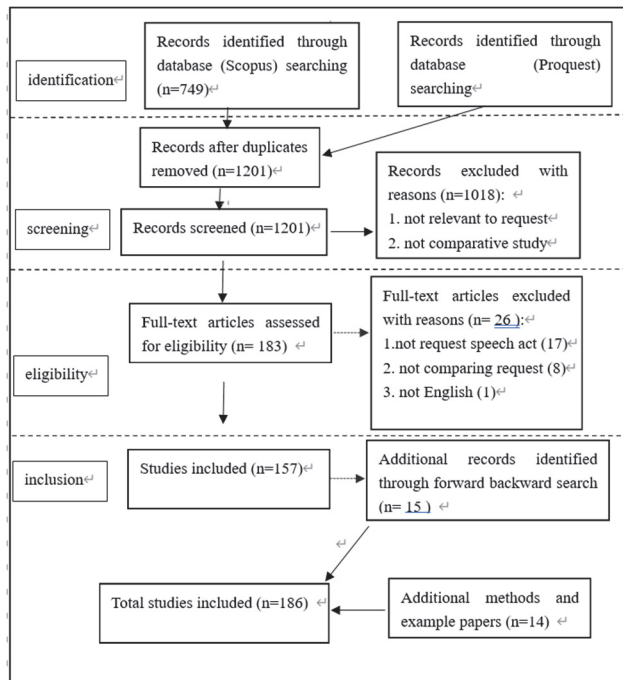 identification↵
Records identified through
database (Scopus) searching
(n=749)↵
Records identified through
database (Proquest)
searching↵
Records after duplicates
removed (n=1201)↵
screening↵
Records screened (n=1201)↵
Records excluded with
reasons (n=1018): ↵
1. not relevant to request↵
2. not comparative study↵
eligibility↵
Full-text articles assessed
for eligibility (n= 183) ↵
Full-text articles excluded
with reasons (n= 26 ):↵
1.not request speech act (17)↵
2. not comparing request (8)↵
3. not English (1)↵
inclusion↵
Studies included (n=157)↵
Additional records identified
through forward backward search
(n= 15 ) ↵
↵
Total studies included (n=186) ↵
Additional methods and
example papers (n=14) ↵